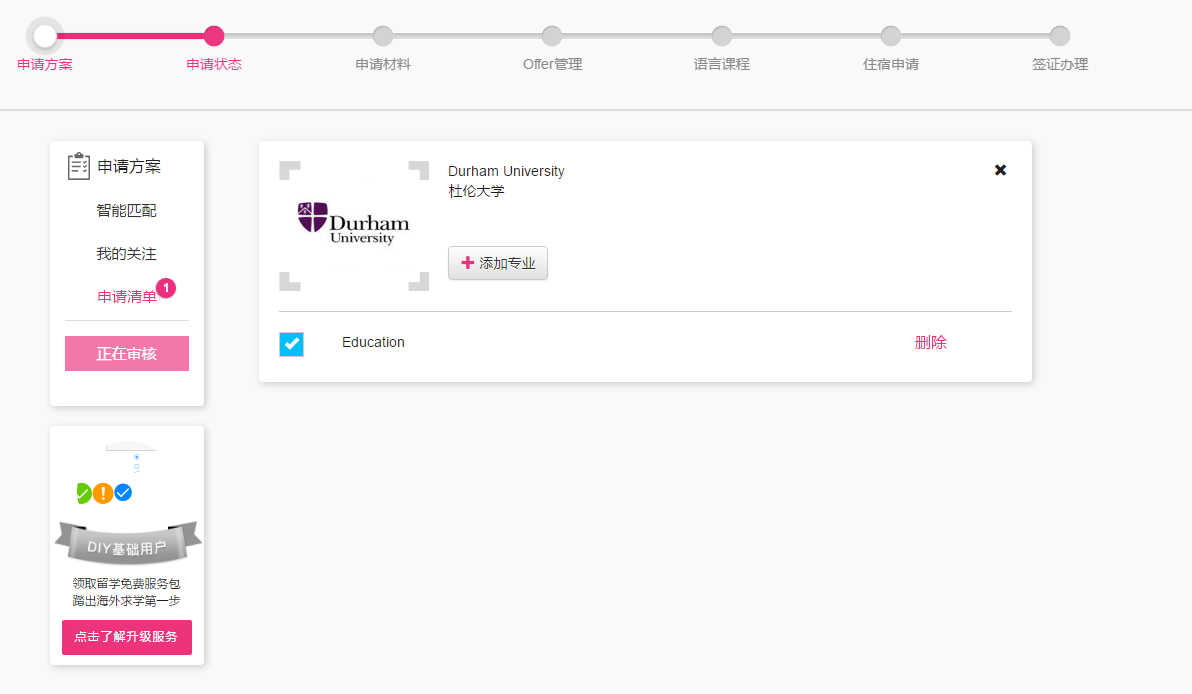 申请方案
申请状态
申请材料
Offer管理
语言课程
住宿申请
签证办理
申请方案
智能匹配
我的关注
申请清单
1
正在审核
Durham
University
Durham University
杜伦大学
添加专业
Education
删除
DIY基础用户
领取留学免费服务包
踏出海外求学第一步
点击了解升级服务